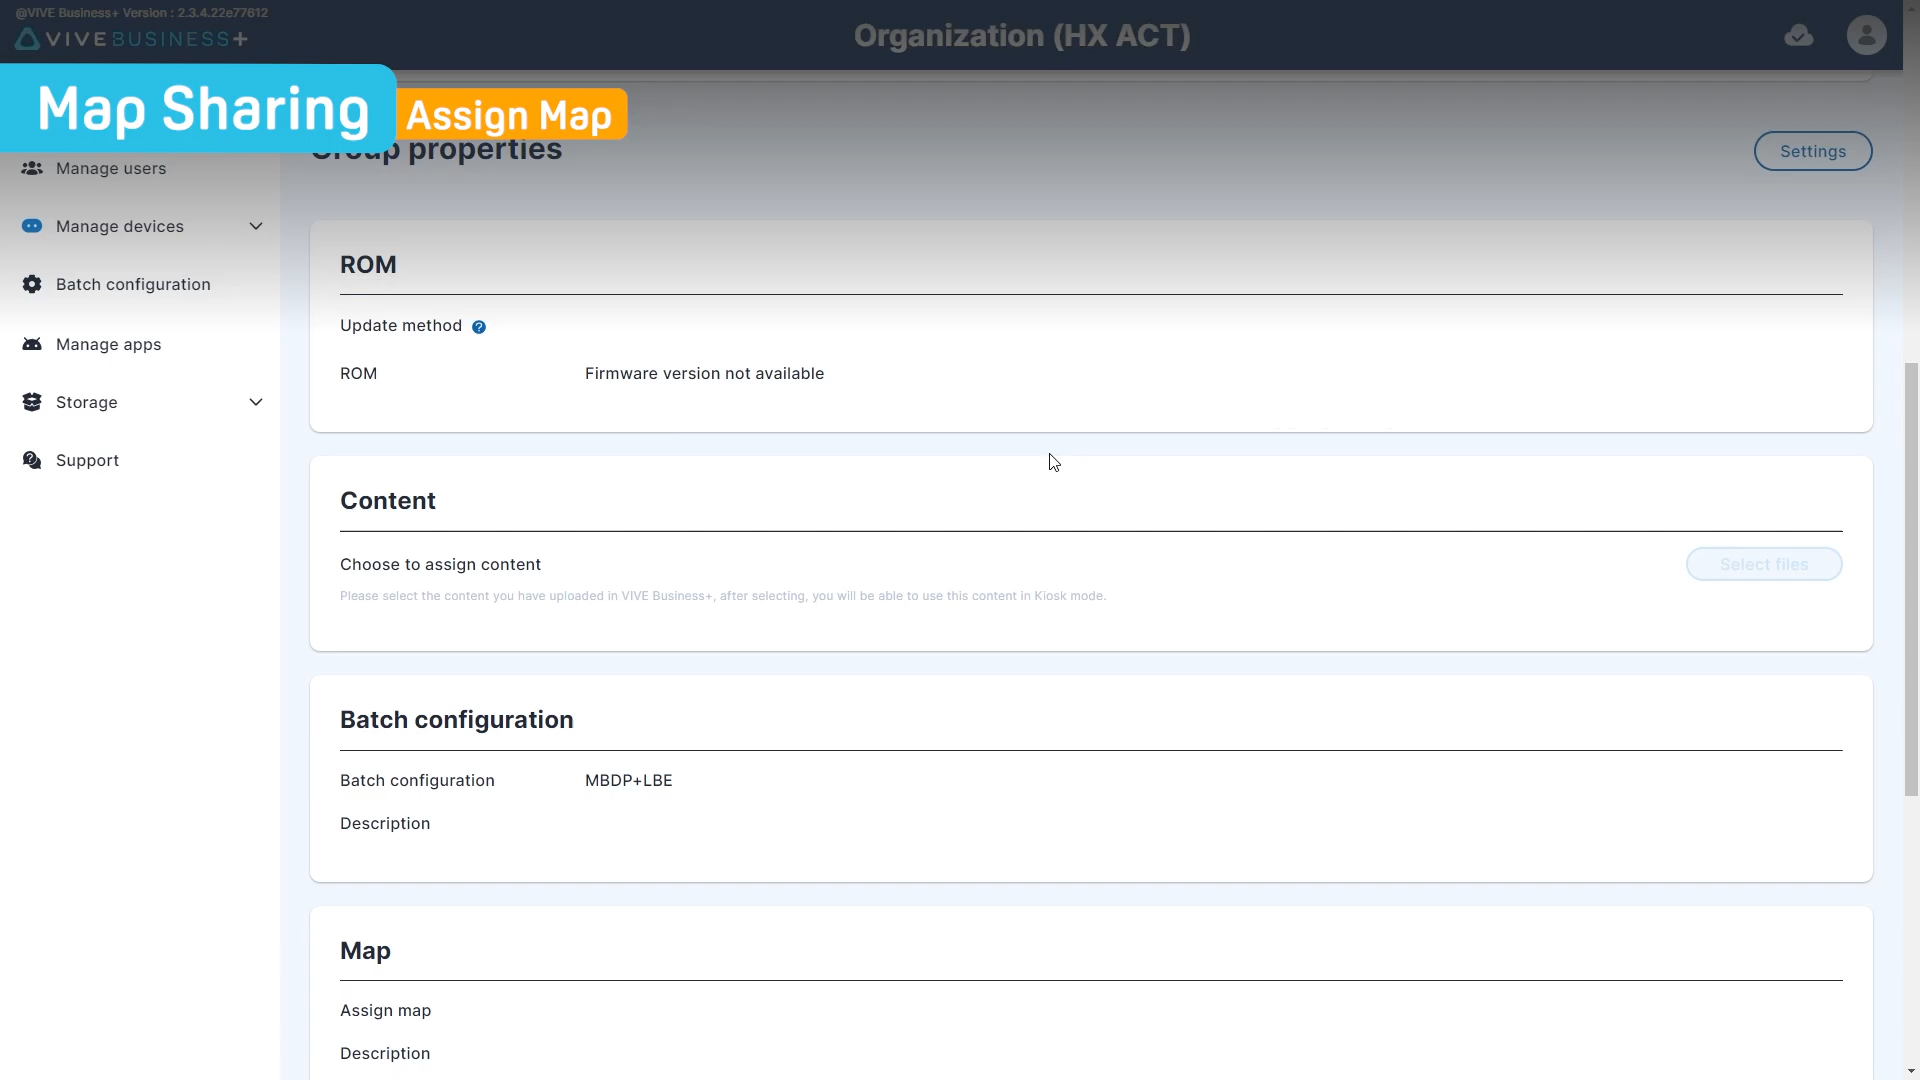 @VIVE Business+ Version : 2.3.4.22e77612
VIVE BUSINESS+
Organization (HX ACT)
Map Sharing
Assign Map
Group properties
Settings
Manage users
Manage devices
Batch configuration
Manage apps
Storage
Support
ROM
Update method ?
ROM Firmware version not available
Content
Choose to assign content
Select files
Please select the content you have uploaded in VIVE Business+, after selecting, you will be able to use this content in Kiosk mode.
Batch configuration
Batch configuration MBDP+LBE
Description
Map
Assign map
Description